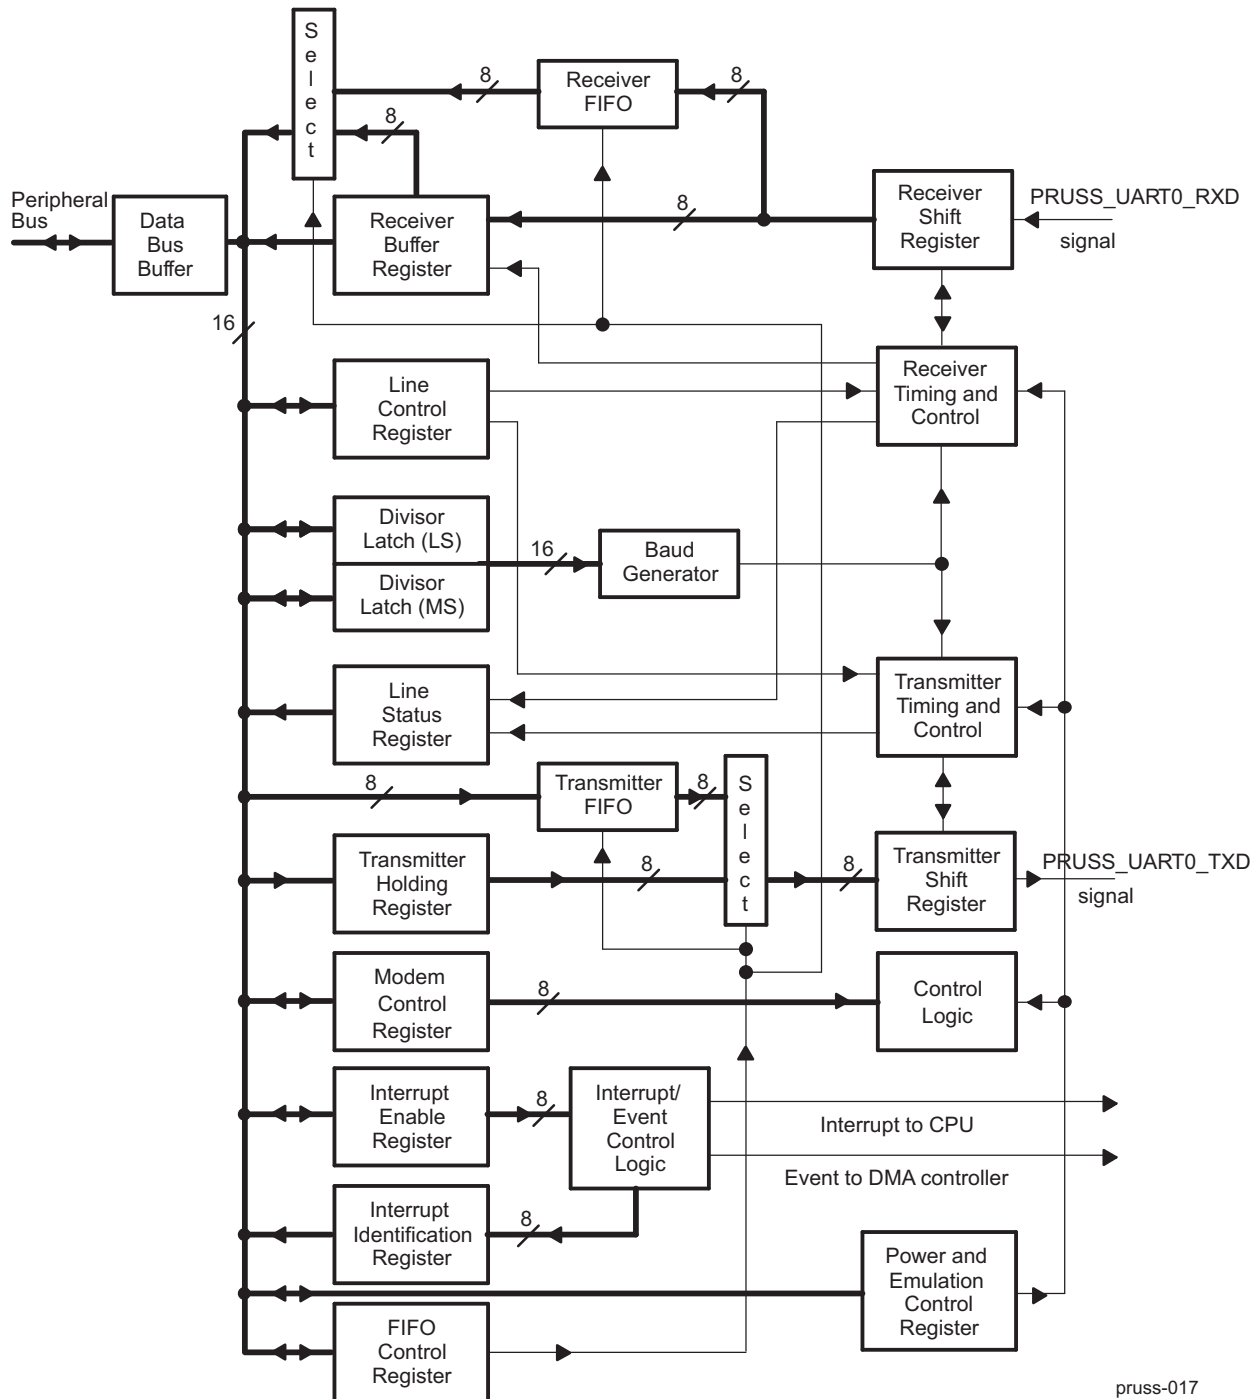 S
e
l
e
c
t
8
Receiver
FIFO
8
8
Peripheral
Bus
Data
Bus
Buffer
Receiver
Buffer
Register
8
Receiver
Shift
Register
PRUSS_UART0_RXD
signal
16
Line
Control
Register
Receiver
Timing and
Control
Divisor
Latch (LS)
Divisor
Latch (MS)
16
Baud
Generator
Line
Status
Register
Transmitter
Timing and
Control
8
Transmitter
FIFO
8
S
e
l
e
c
t
Transmitter
Holding
Register
8
8
Transmitter
Shift
Register
PRUSS_UART0_TXD
signal
Modem
Control
Register
8
Control
Logic
Interrupt
Enable
Register
8
Interrupt/
Event
Control
Logic
Interrupt to CPU
Event to DMA controller
Interrupt
Identification
Register
8
Power and
Emulation
Control
Register
FIFO
Control
Register
pruss-017